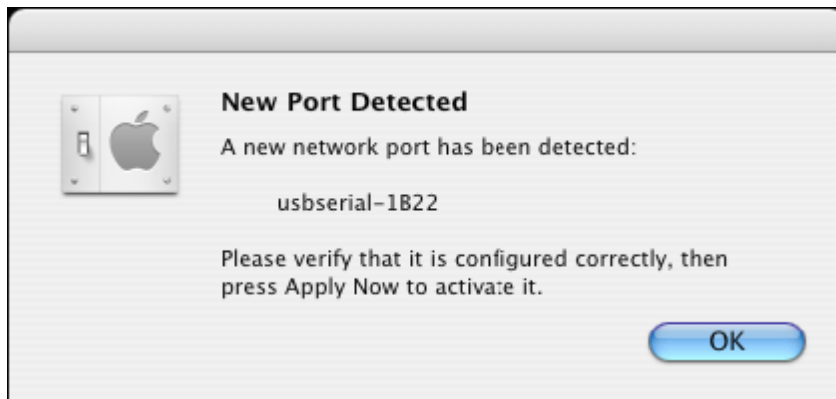 New Port Detected
A new network port has been detected:
usbserial-1B22
Please verify that it is configured correctly, then
press Apply Now to activate it.
OK